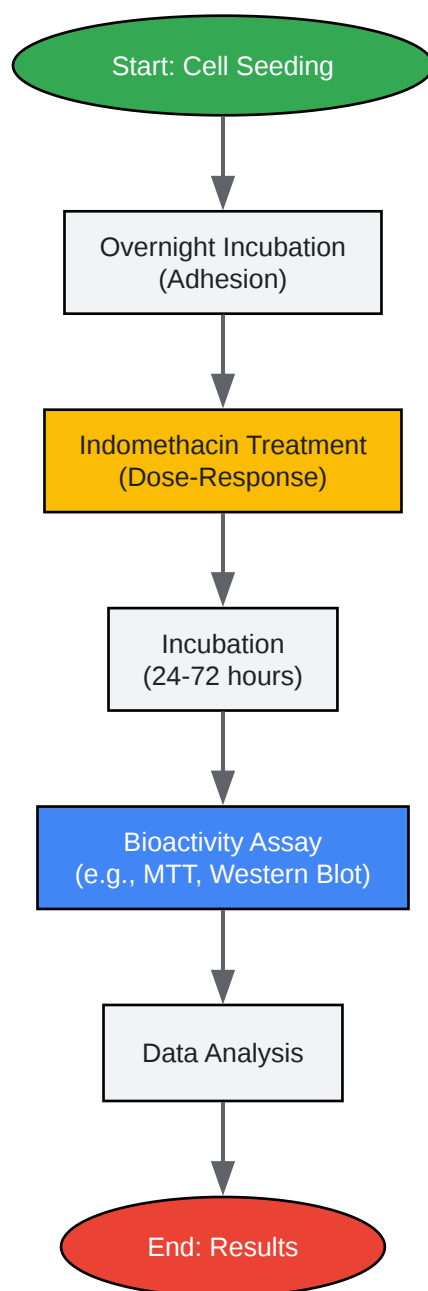 Start: Cell Seeding
Overnight Incubation
(Adhesion)
Indomethacin Treatment
(Dose-Response)
Incubation
(24-72 hours)
Bioactivity Assay
(e.g., MTT, Western Blot)
Data Analysis
End: Results